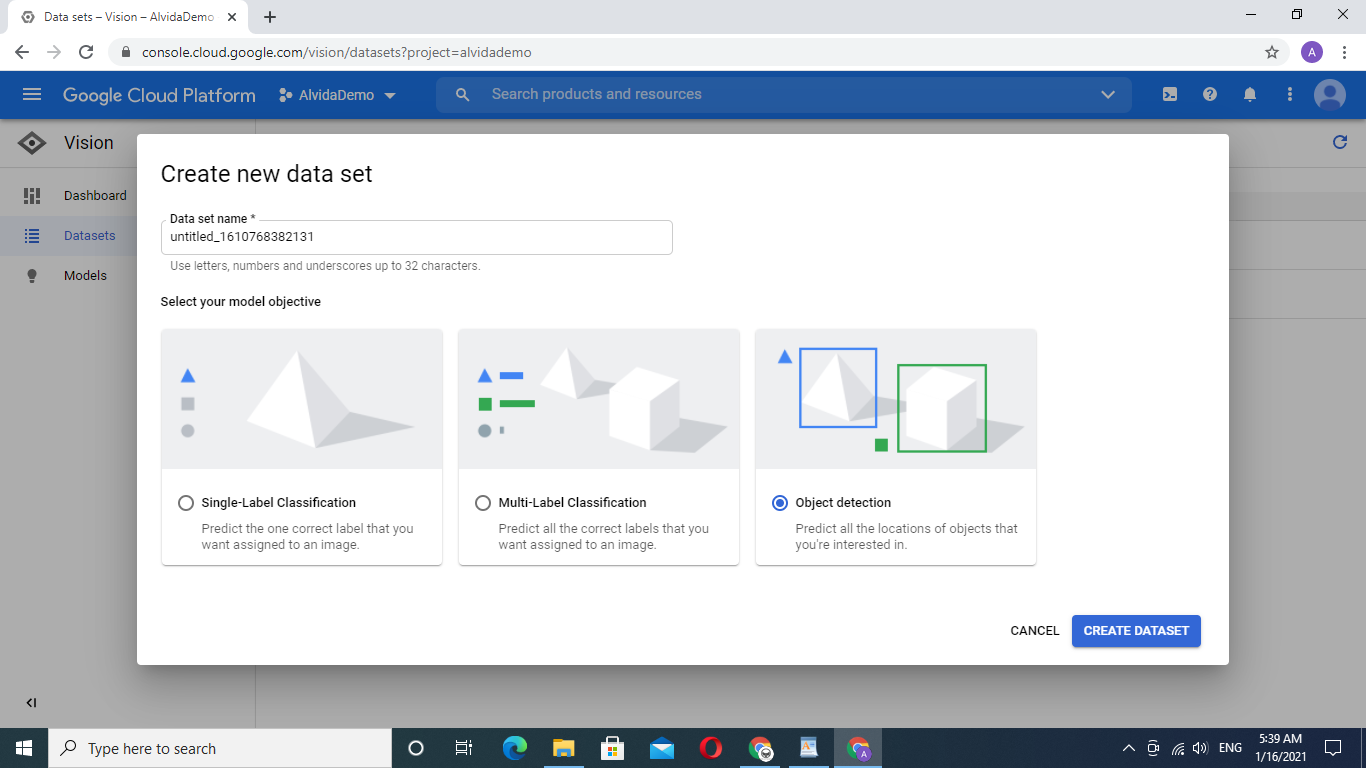 Data sets – Vision – AlvidaDemo
console.cloud.google.com/vision/datasets?project=alvidademo
A
Google Cloud Platform
AlvidaDemo
Search products and resources
Vision
Dashboard
Datasets
Models
Create new data set
Data set name *
untitled_1610768382131
Use letters, numbers and underscores up to 32 characters.
Select your model objective
Single-Label Classification
Predict the one correct label that you
want assigned to an image.
Multi-Label Classification
Predict all the correct labels that you
want assigned to an image.
Object detection
Predict all the locations of objects that
you're interested in.
CANCEL
CREATE DATASET
Type here to search
A
ENG
5:39 AM
1/16/2021